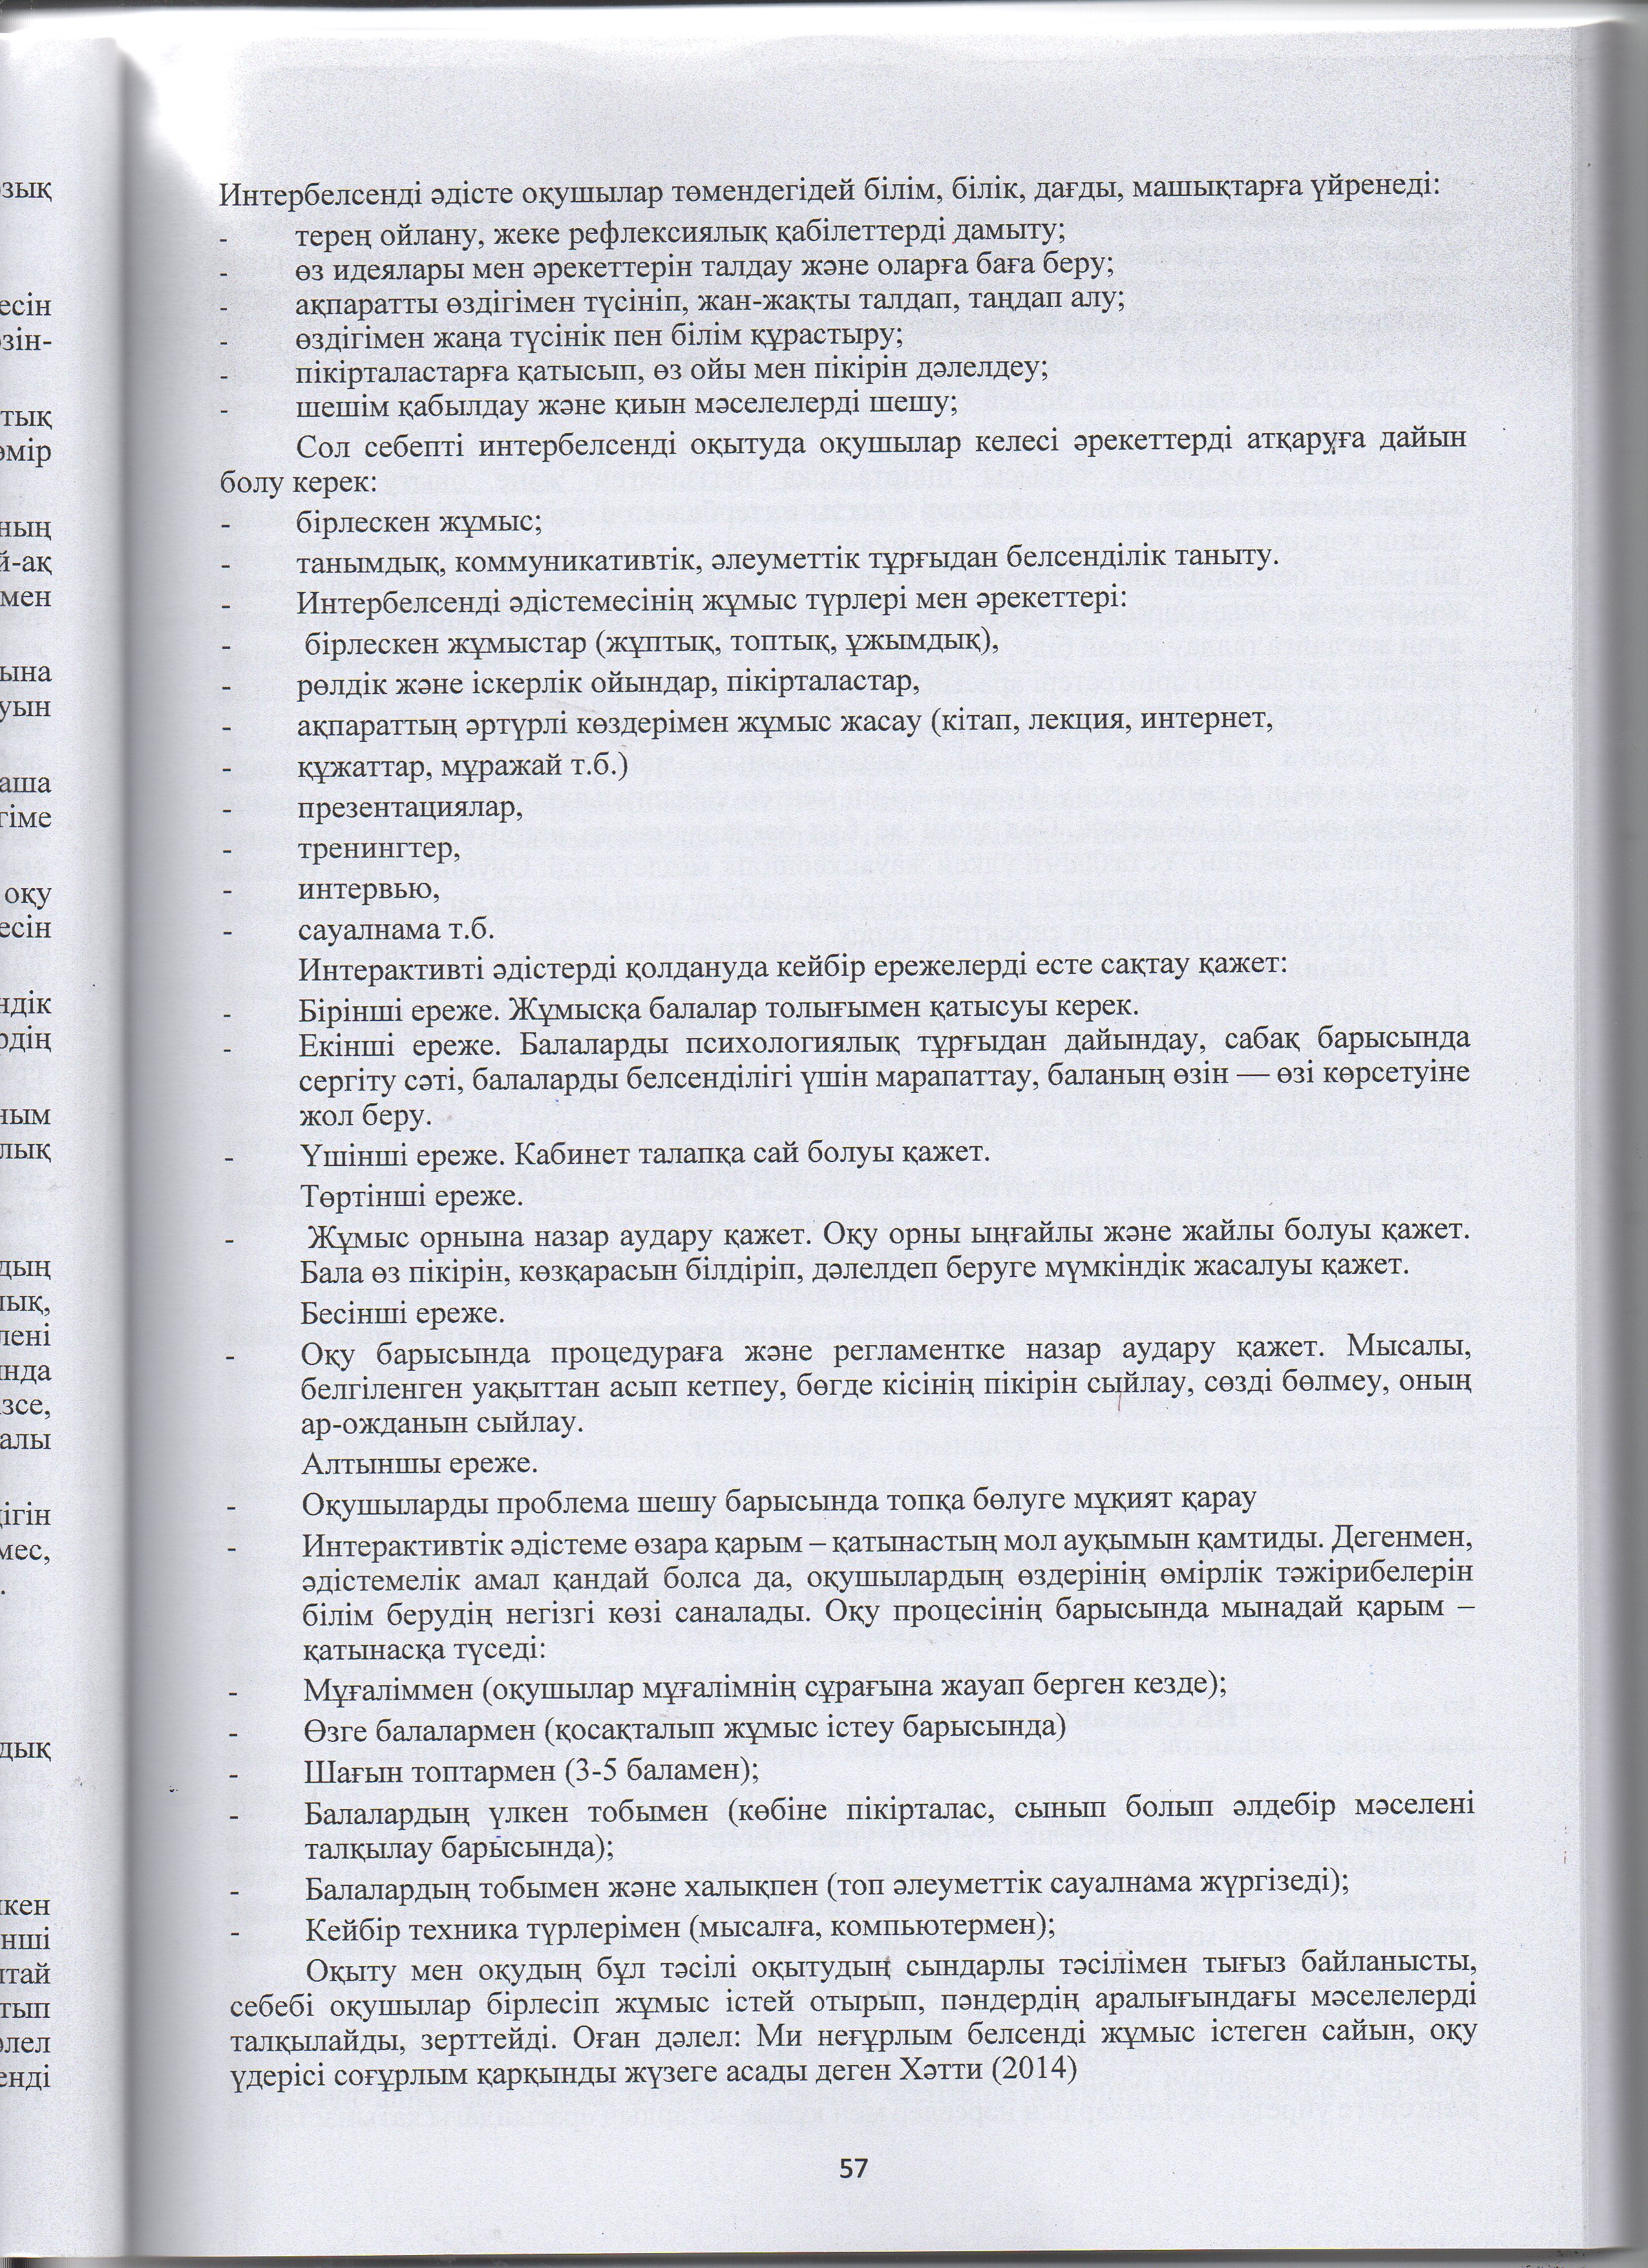 Интербелсенді әдісте оқушылар төмендегідей білім, білік, дағды, машықтарға үйренеді:
- терең ойлану, жеке рефлексиялық қабілеттерді дамыту;
- өз идеялары мен әрекеттерін талдау және оларға баға беру;
- ақпаратты өздігімен түсініп, жан-жақты талдап, таңдап алу;
- өздігімен жаңа түсінік пен білім құрастыру;
- пікірталастарға қатысып, өз ойы мен пікірін дәлелдеу;
- шешім қабылдау және қиын мәселелерді шешу;
Сол себепті интербелсенді оқытуда оқушылар келесі әрекеттерді атқаруға дайын
болу керек:
- бірлескен жұмыс;
- танымдық, коммуникативтік, әлеуметтік тұрғыдан белсенділік таныту.
- Интербелсенді әдістемесінің жұмыс түрлері мен әрекеттері:
- бірлескен жұмыстар (жұптық, топтық, ұжымдық),
- рөлдік және іскерлік ойындар, пікірталастар,
- ақпараттың әртүрлі көздерімен жұмыс жасау (кітап, лекция, интернет,
- құжаттар, мұражай т.б.)
- презентациялар,
- тренингтер,
- интервью,
- сауалнама т.б.
Интерактивті әдістерді қолдануда кейбір ережелерді есте сақтау қажет:
- Бірінші ереже. Жұмысқа балалар толығымен қатысуы керек.
- Екінші ереже. Балаларды психологиялық тұрғыдан дайындау, сабақ барысында
сергіту сәті, балаларды белсенділігі үшін марапаттау, баланың өзін — өзі көрсетуіне
жол беру.
- Үшінші ереже. Кабинет талапқа сай болуы қажет.
Төртінші ереже.
- Жұмыс орнына назар аудару қажет. Оқу орны ыңғайлы және жайлы болуы қажет.
Бала өз пікірін, көзқарасын білдіріп, дәлелдеп беруге мүмкіндік жасалуы қажет.
Бесінші ереже.
- Оқу барысында процедураға және регламентке назар аудару қажет. Мысалы,
белгіленген уақыттан асып кетпеу, бөгде кісінің пікірін сыйлау, сөзді бөлмеу, оның
ар-ожданын сыйлау.
Алтыншы ереже.
- Оқушыларды проблема шешу барысында топқа бөлуге мұқият қарау
- Интерактивтік әдістеме өзара қарым – қатынастың мол ауқымын қамтиды. Дегенмен,
әдістемелік амал қандай болса да, оқушылардың өздерінің өмірлік тәжірибелерін
білім берудің негізгі көзі саналады. Оқу процесінің барысында мынадай қарым –
қатынасқа түседі:
- Мұғаліммен (оқушылар мұғалімнің сұрағына жауап берген кезде);
- Өзге балалармен (қосақталып жұмыс істеу барысында)
- Шағын топтармен (3-5 баламен);
- Балалардың үлкен тобымен (көбіне пікірталас, сынып болып әлдебір мәселені
талқылау барысында);
- Балалардың тобымен және халықпен (топ әлеуметтік сауалнама жүргізеді);
- Кейбір техника түрлерімен (мысалға, компьютермен);
Оқыту мен оқудың бұл тәсілі оқытудың сындарлы тәсілімен тығыз байланысты,
себебі оқушылар бірлесіп жұмыс істей отырып, пәндердің аралығындағы мәселелерді
талқылайды, зерттейді. Оған дәлел: Ми неғұрлым белсенді жұмыс істеген сайын, оқу
үдерісі соғұрлым қарқынды жүзеге асады деген Хәтти (2014)
57